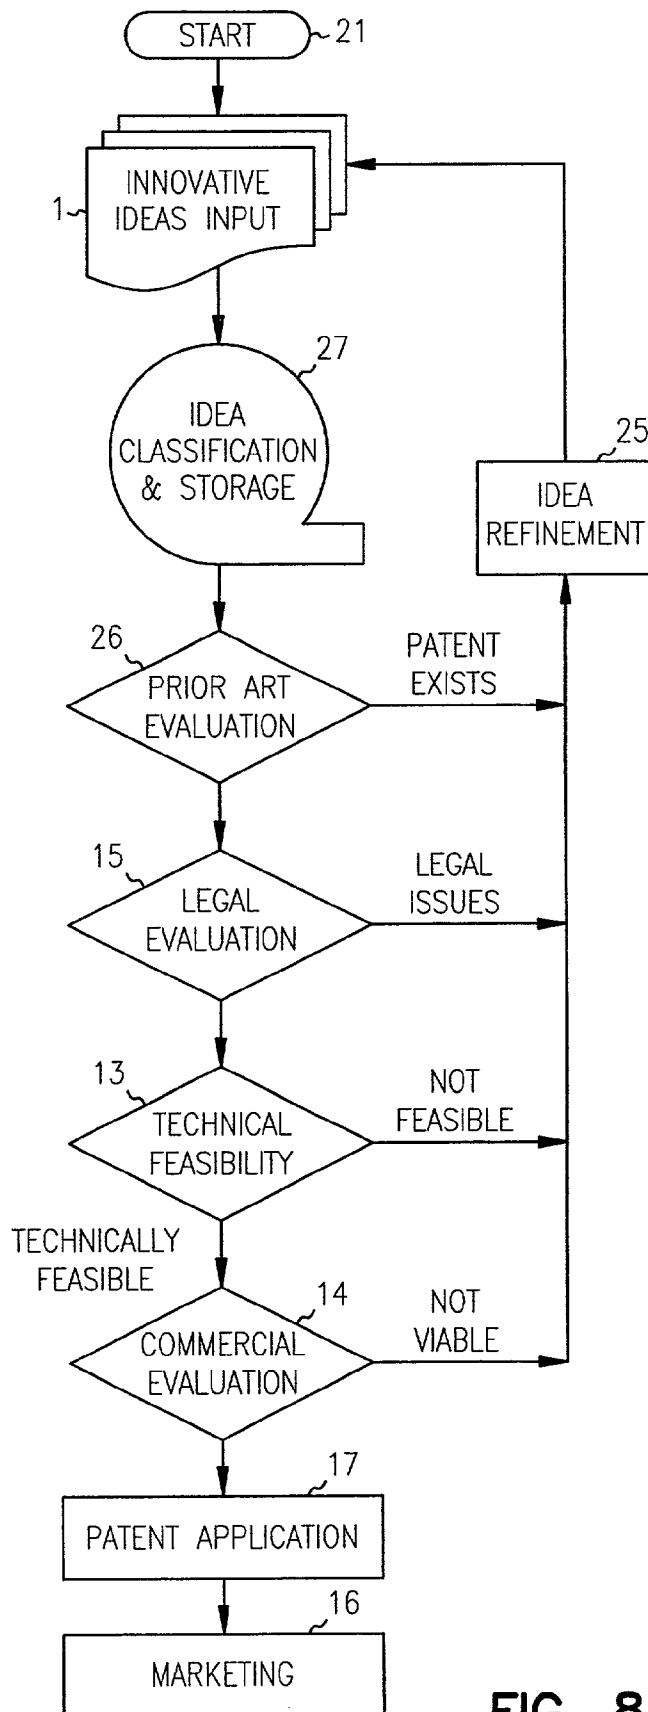 START
21
INNOVATIVE
IDEAS INPUT
1
27
IDEA
CLASSIFICATION
& STORAGE
25
IDEA
REFINEMENT
26
PRIOR ART
EVALUATION
PATENT
EXISTS
15
LEGAL
EVALUATION
LEGAL
ISSUES
13
TECHNICAL
FEASIBILITY
NOT
FEASIBLE
TECHNICALLY
FEASIBLE
14
COMMERCIAL
EVALUATION
NOT
VIABLE
17
PATENT APPLICATION
16
MARKETING
FIG. 8